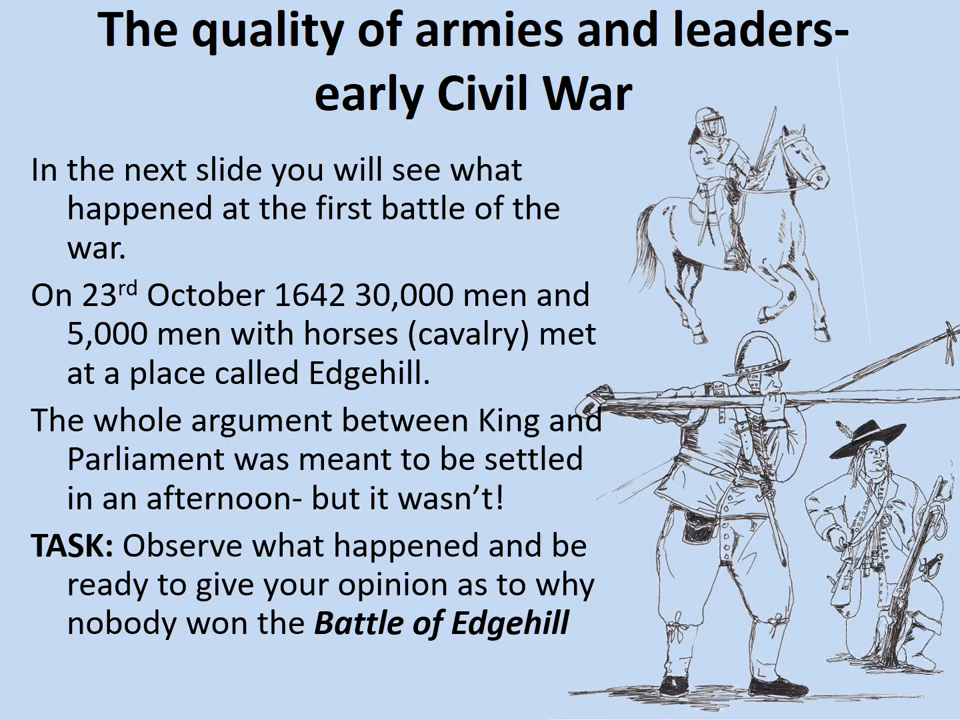 The quality of armies and leaders-
early Civil War
In the next slide you will see what
happened at the first battle of the
war.
On 23rd October 1642 30,000 men and
5,000 men with horses (cavalry) met
at a place called Edgehill.
The whole argument between King and
Parliament was meant to be settled
in an afternoon- but it wasn’t!
TASK: Observe what happened and be
ready to give your opinion as to why
nobody won the Battle of Edgehill